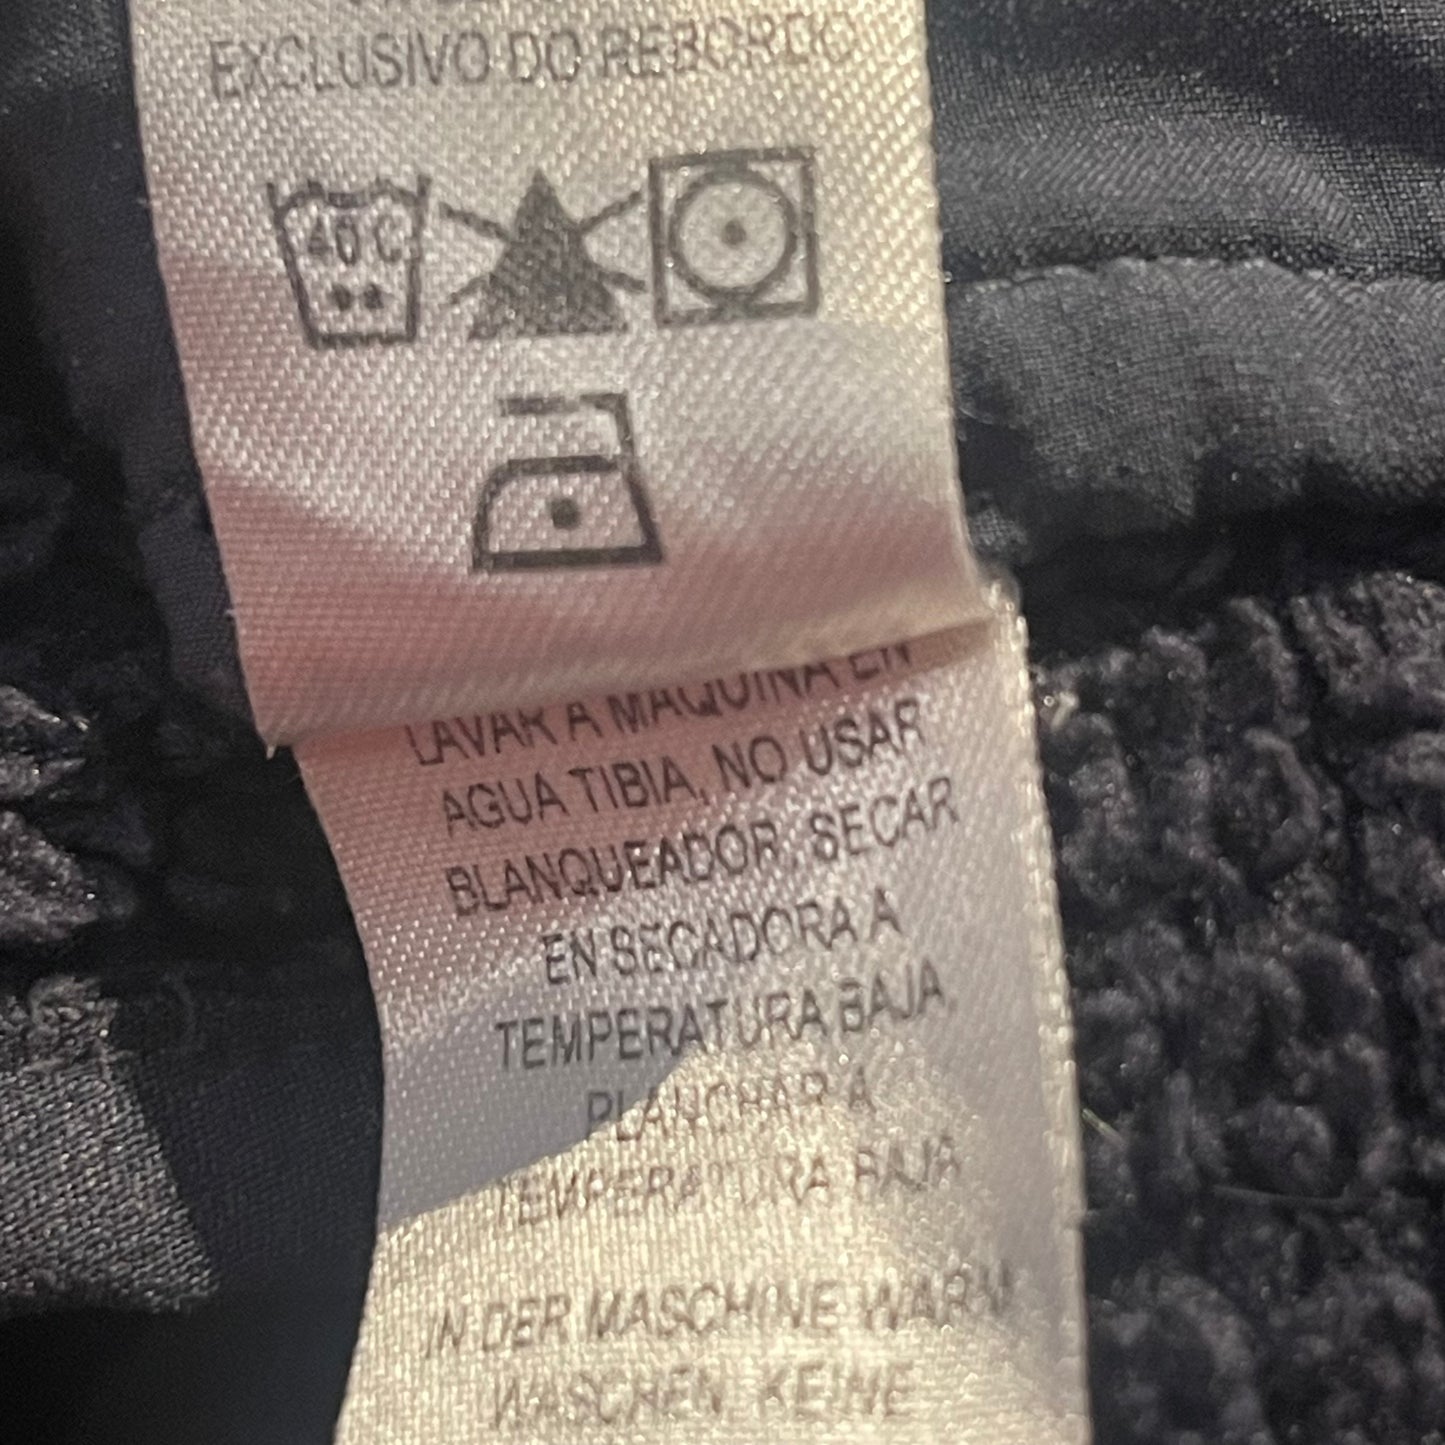 EXCLUSIVO DO REBORDO
40 C
LAVAR A MAQUINA EN
AGUA TIBIA, NO USAR
BLANQUEADOR, SECAR
EN SECADORA A
TEMPERATURA BAJA,
PLANCHAR A
TEMPERATURA BAJA
IN DER MASCHINE WARM
WASCHEN, KEINE